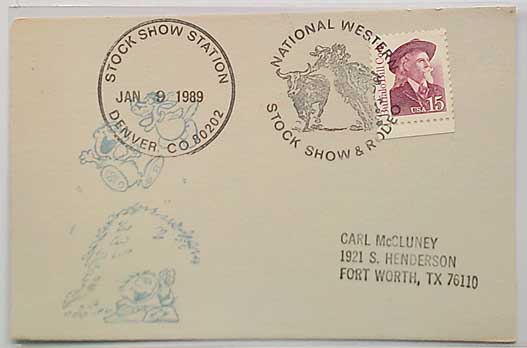 STOCK SHOW STATION
JAN 9 1989
DENVER, CO 80202
NATIONAL WESTERN
STOCK SHOW & RODEO
Buffalo Bill Cody
USA 15
CARL McCLUNEY
1921 S. HENDERSON
FORT WORTH, TX 76110